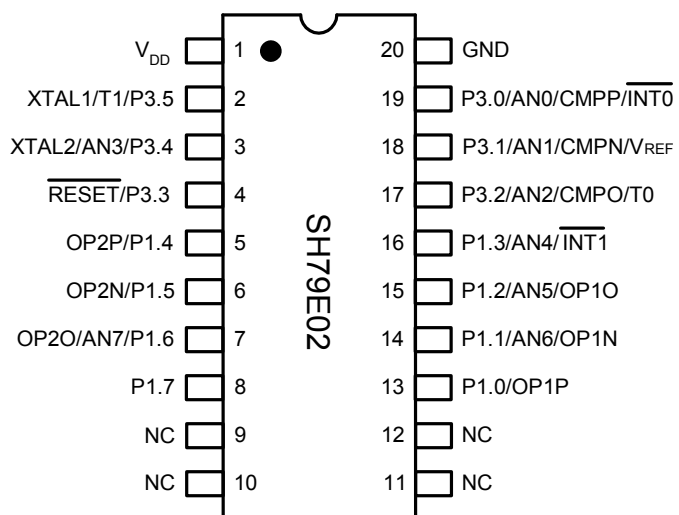 V_DD 1 20 GND
XTAL1/T1/P3.5 2 19 P3.0/AN0/CMPP/INT0
XTAL2/AN3/P3.4 3 18 P3.1/AN1/CMPN/VREF
RESET/P3.3 4 17 P3.2/AN2/CMPO/T0
OP2P/P1.4 5 16 P1.3/AN4/INT1
OP2N/P1.5 6 15 P1.2/AN5/OP1O
OP2O/AN7/P1.6 7 14 P1.1/AN6/OP1N
P1.7 8 13 P1.0/OP1P
NC 9 12 NC
NC 10 11 NC
SH79E02